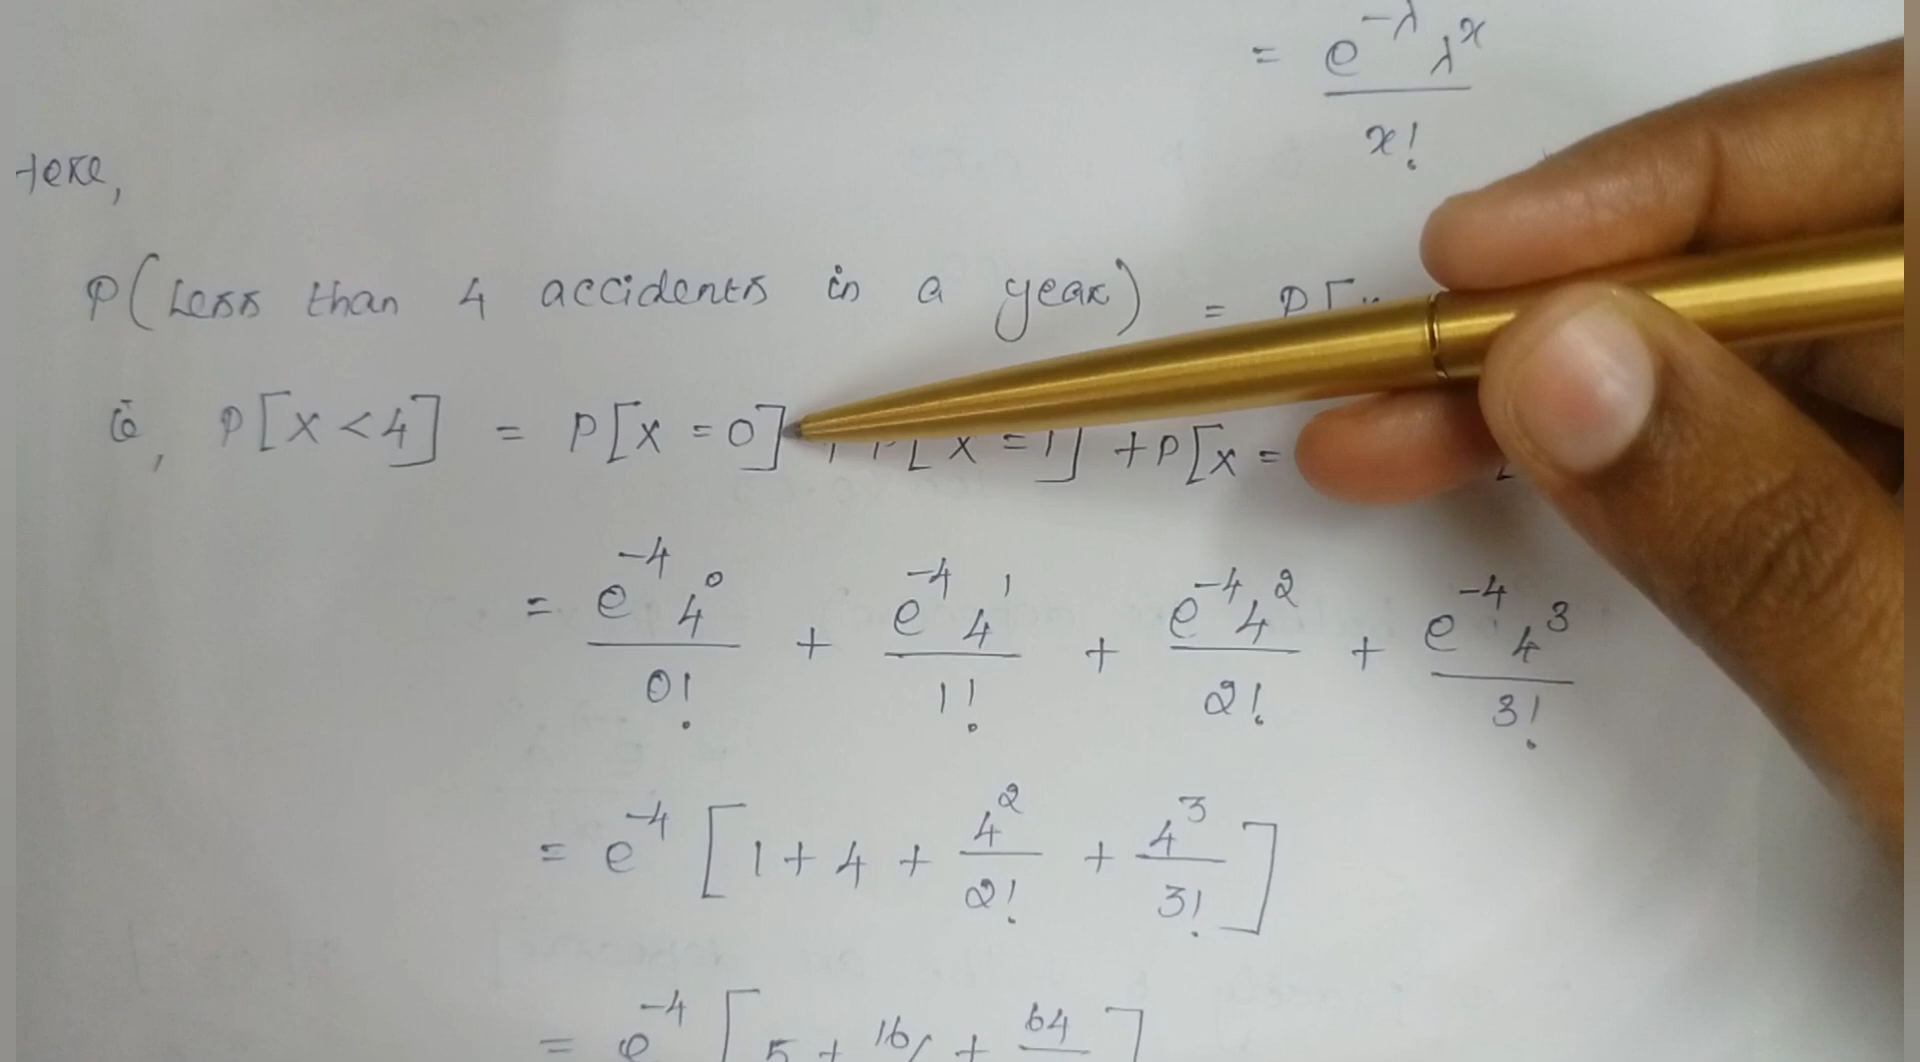 = e^-λ λ^x / x!
Here,
P(Less than 4 accidents in a year) = P[
ie, P[X<4] = P[X=0] + P[X=1] + P[X=
= e^-4 4^0 / 0! + e^-4 4^1 / 1! + e^-4 4^2 / 2! + e^-4 4^3 / 3!
= e^-4 [1+4+ 4^2 / 2! + 4^3 / 3!]
= e^-4 [5+ 16/ + 64 ]